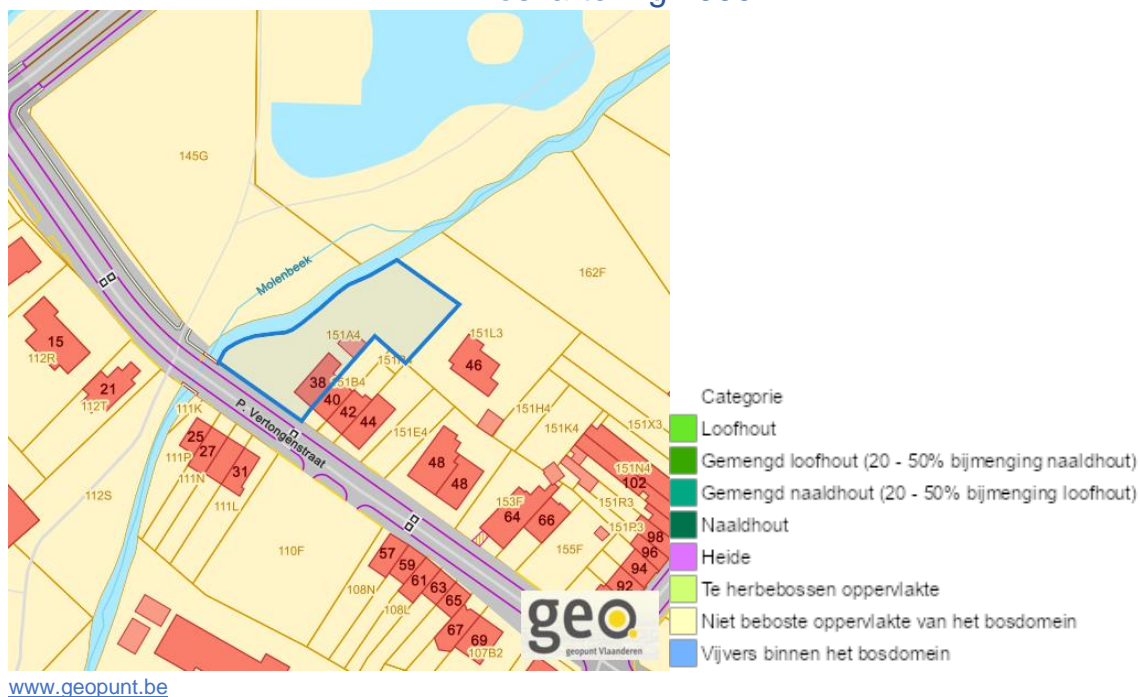 145G
Molenbeek
162F
15
112R
21
112T
151A4
38
151B4
40
42
44
151L3
46
111K
P. Vertongenstraat
25
27
31
111P
111N
111L
112S
151E4
48
48
151H4
151K4
151X3
151N4
102
151R3
151P3
153F
64
66
155F
98
96
94
92
110F
57
59
61
63
65
67
69
108N
108L
107B2
geo
geopunt Vlaanderen
Categorie
Loofhout
Gemengd loofhout (20 - 50% bijmenging naaldhout)
Gemengd naaldhout (20 - 50% bijmenging loofhout)
Naaldhout
Heide
Te herbebossen oppervlakte
Niet beboste oppervlakte van het bosdomein
Vijvers binnen het bosdomein
www.geopunt.be